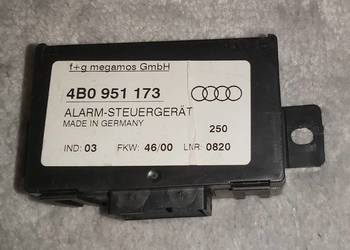 f+g megamos GmbH
4B0 951 173
ALARM-STEUERGERÄT
MADE IN GERMANY
250
IND: 03 FKW: 46/00 LNR: 0820